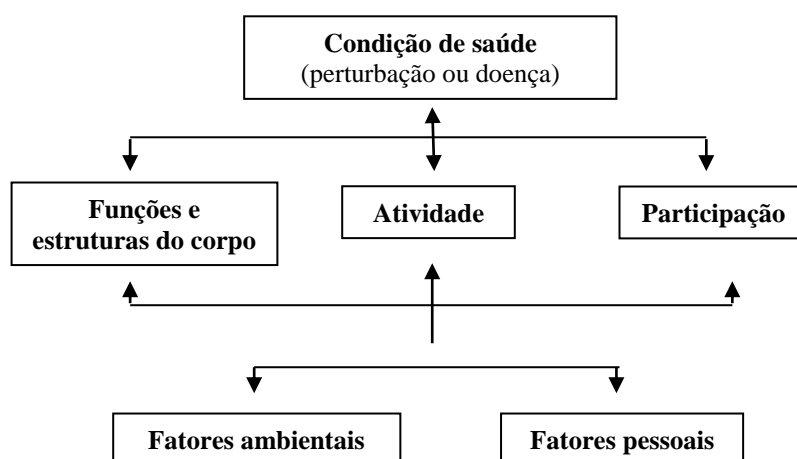 Condição de saúde
(perturbação ou doença)
Funções e
estruturas do corpo
Atividade
Participação
Fatores ambientais
Fatores pessoais